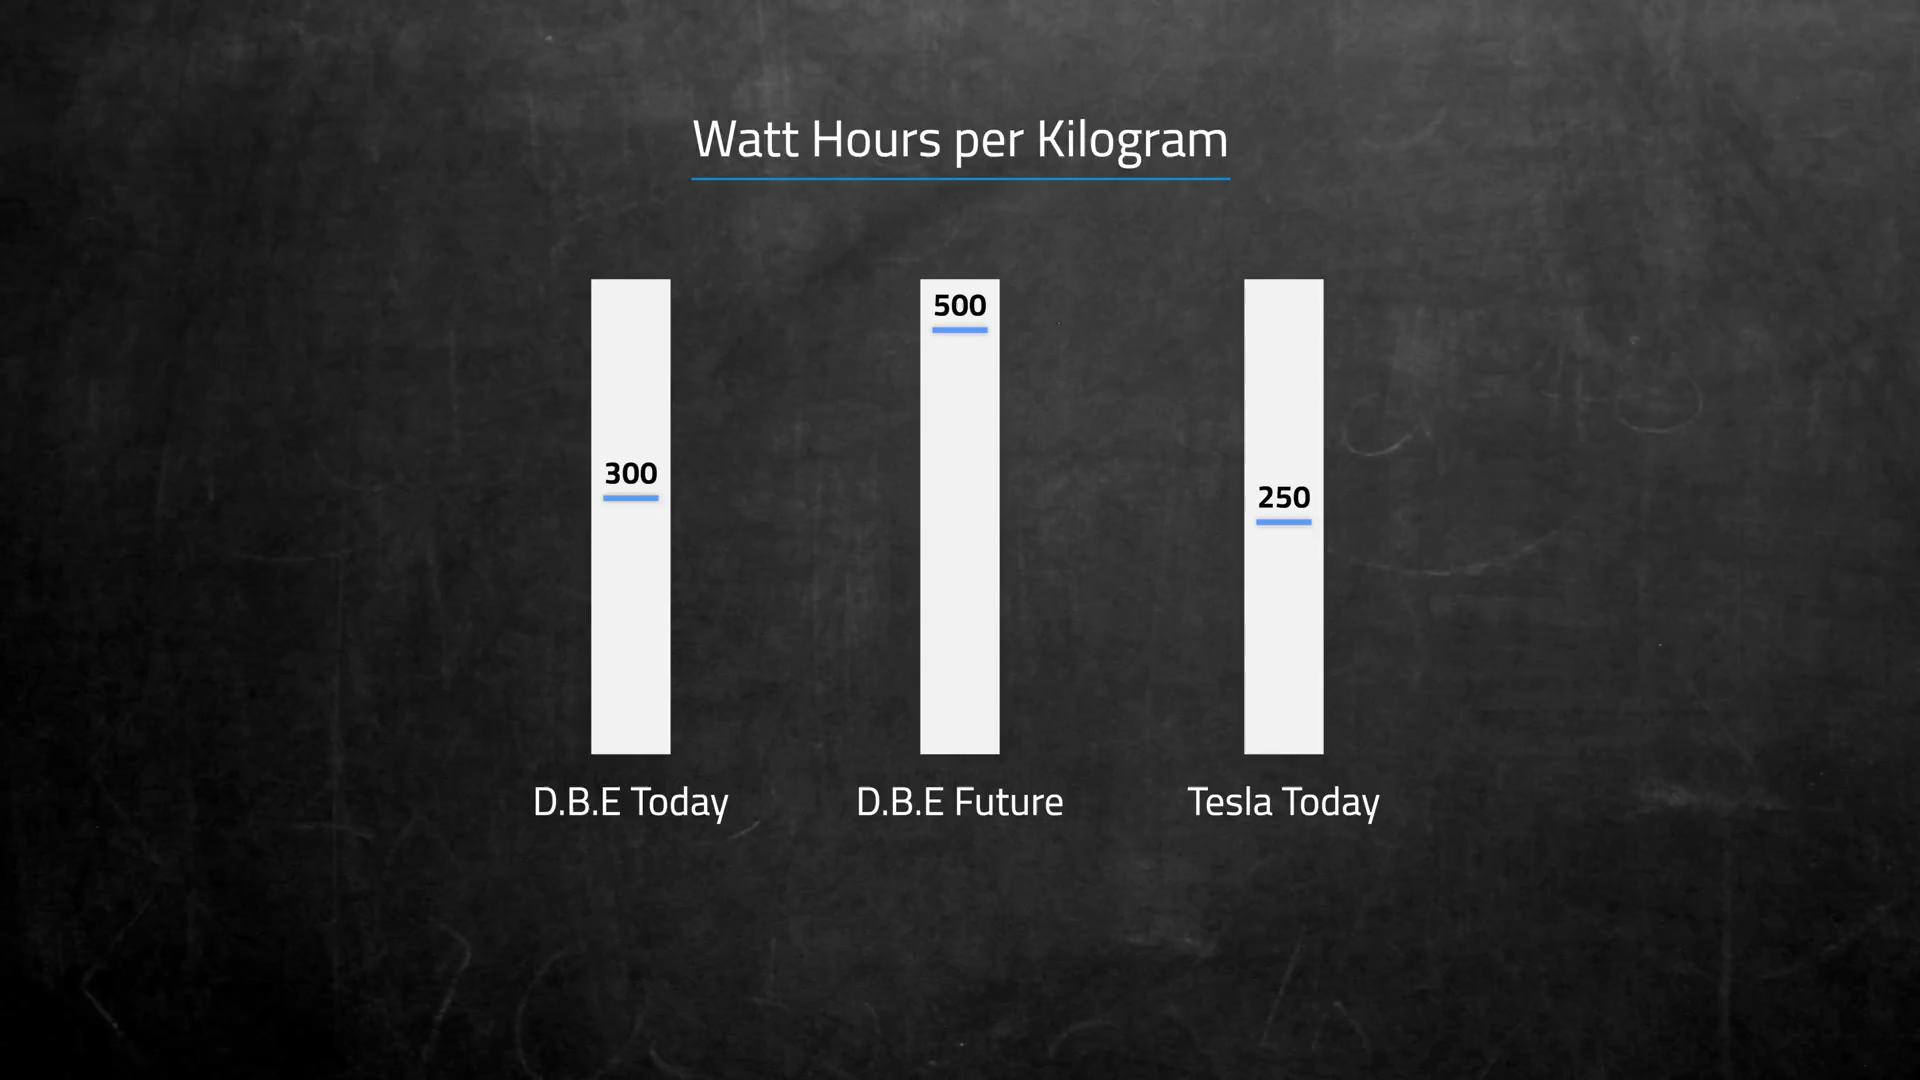 Watt Hours per Kilogram
500
300
250
D.B.E Today
D.B.E Future
Tesla Today